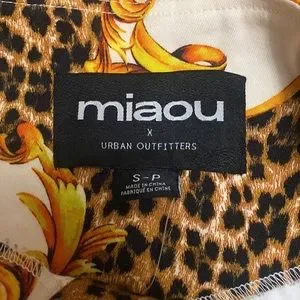 miaou
X
URBAN OUTFITTERS
S-P
MADE IN CHINA
FABRIQUÉ EN CHINE